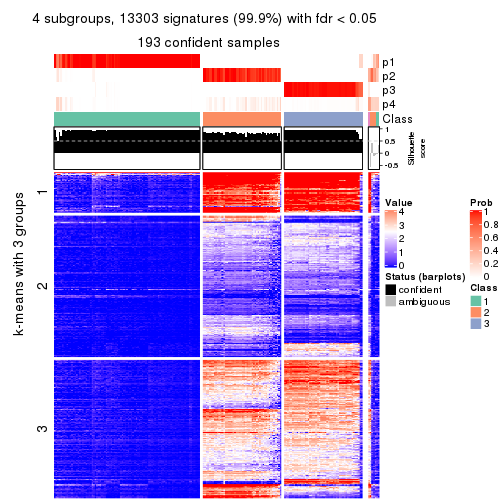 4 subgroups, 13303 signatures (99.9%) with fdr < 0.05
193 confident samples
p1
p2
p3
p4
Class
1
0.5
0
-0.5
Silhouette
score
k-means with 3 groups
1
2
3
Value
4
3
2
1
0
Status (barplots)
confident
ambiguous
Prob
1
0.8
0.6
0.4
0.2
0
Class
1
2
3